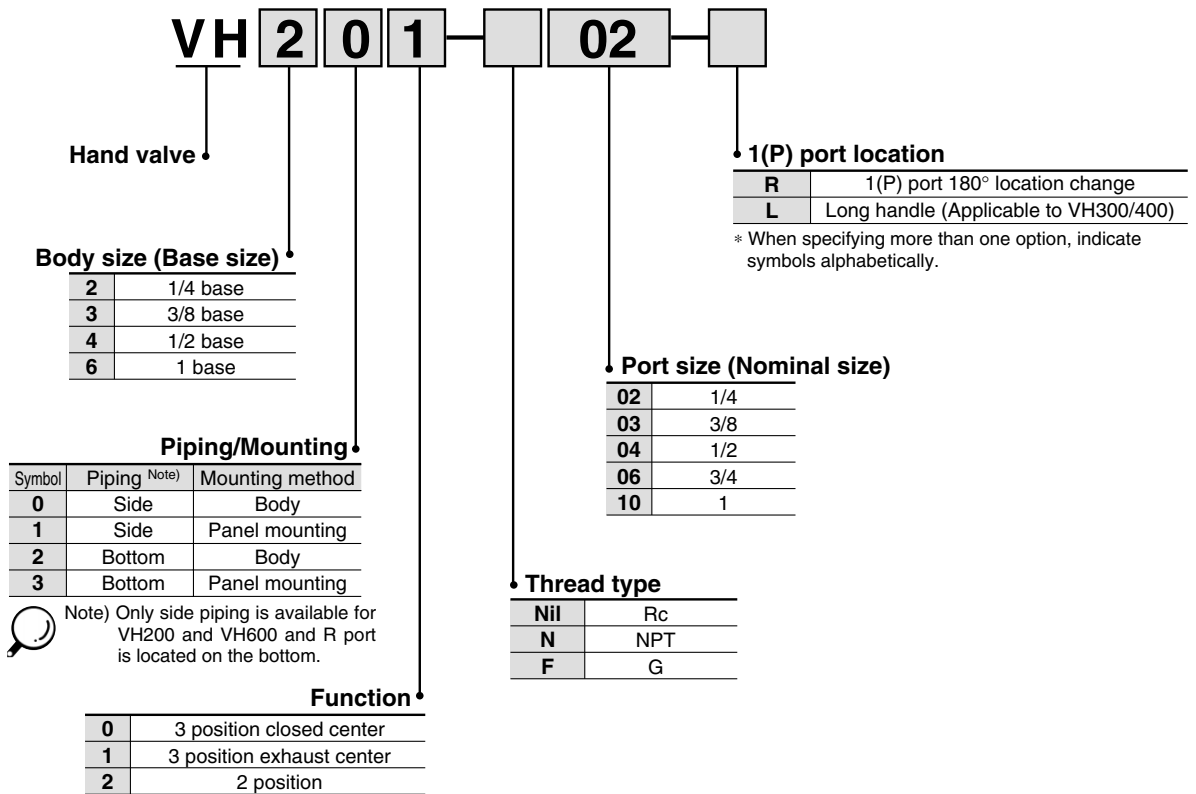 VH 2 0 1 – 02 –
Hand valve
1(P) port location
R 1(P) port 180° location change
L Long handle (Applicable to VH300/400)
* When specifying more than one option, indicate
symbols alphabetically.
Body size (Base size)
2 1/4 base
3 3/8 base
4 1/2 base
6 1 base
Port size (Nominal size)
02 1/4
03 3/8
04 1/2
06 3/4
10 1
Piping/Mounting
Symbol Piping Note) Mounting method
0 Side Body
1 Side Panel mounting
2 Bottom Body
3 Bottom Panel mounting
Note) Only side piping is available for
VH200 and VH600 and R port
is located on the bottom.
Thread type
Nil Rc
N NPT
F G
Function
0 3 position closed center
1 3 position exhaust center
2 2 position